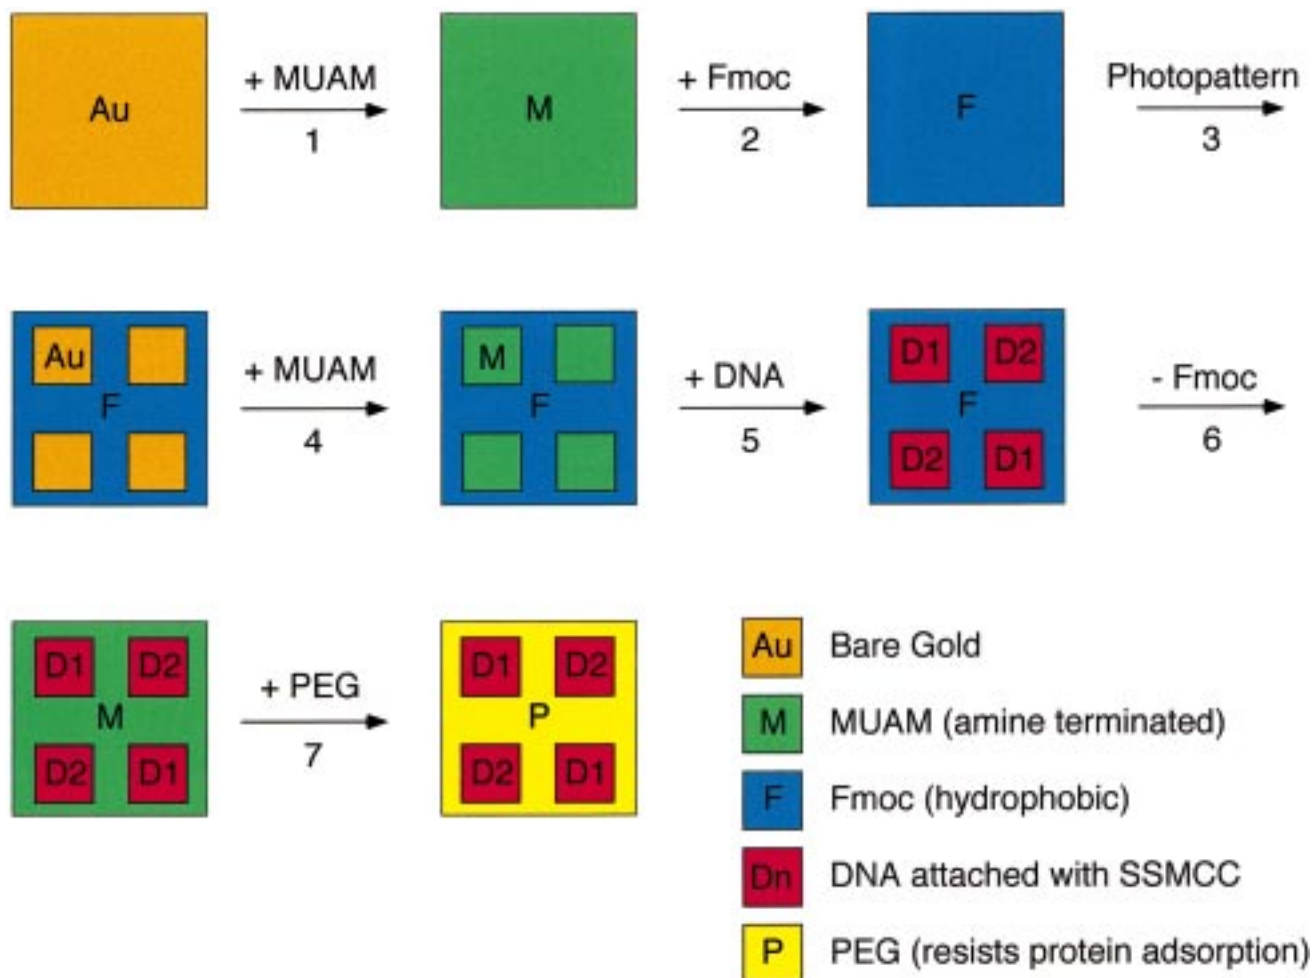 Au
+ MUAM
1
M
+ Fmoc
2
F
Photopattern
3
Au
F
+ MUAM
4
M
F
+ DNA
5
D1 D2
F
D2 D1
- Fmoc
6
D1 D2
M
D2 D1
+ PEG
7
D1 D2
P
D2 D1
Au Bare Gold
M MUAM (amine terminated)
F Fmoc (hydrophobic)
Dn DNA attached with SSMCC
P PEG (resists protein adsorption)